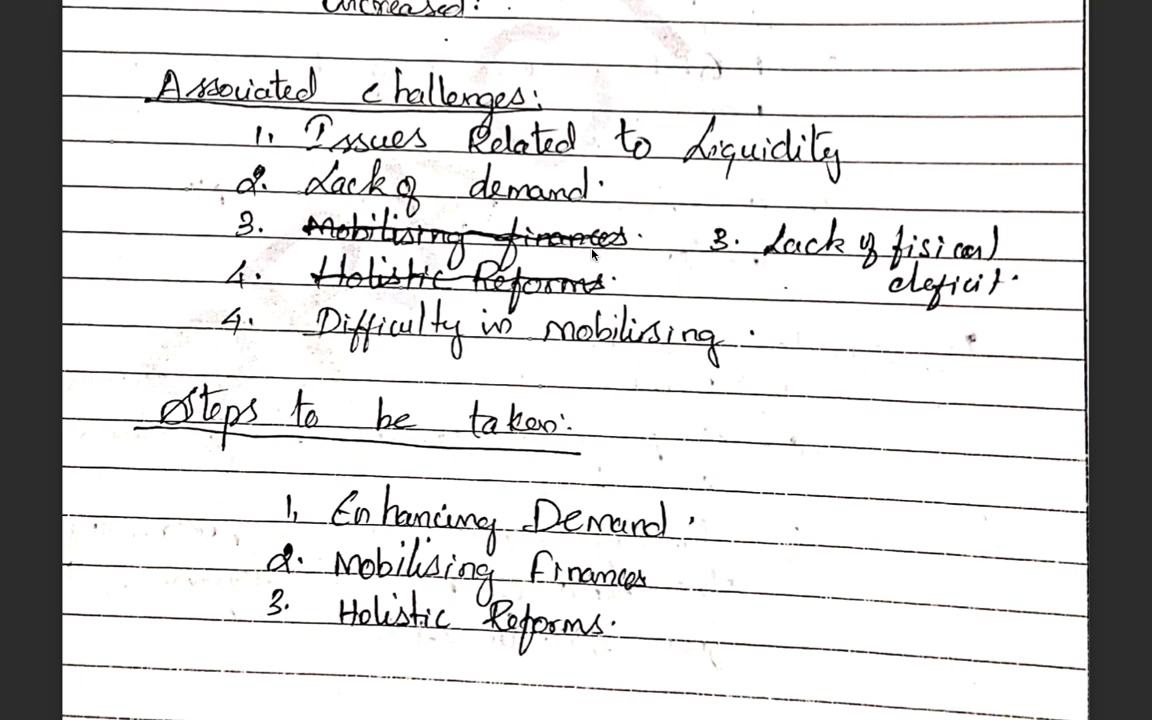 increased.
Associated challenges:
1. Issues Related to Liquidity
2. Lack of demand.
3. Mobilising finances. 3. Lack of fisical
deficit.
4. Holistic Reforms.
4. Difficulty in mobilising.
Steps to be taken:
1. Enhancing Demand.
2. Mobilising Finances
3. Holistic Reforms.